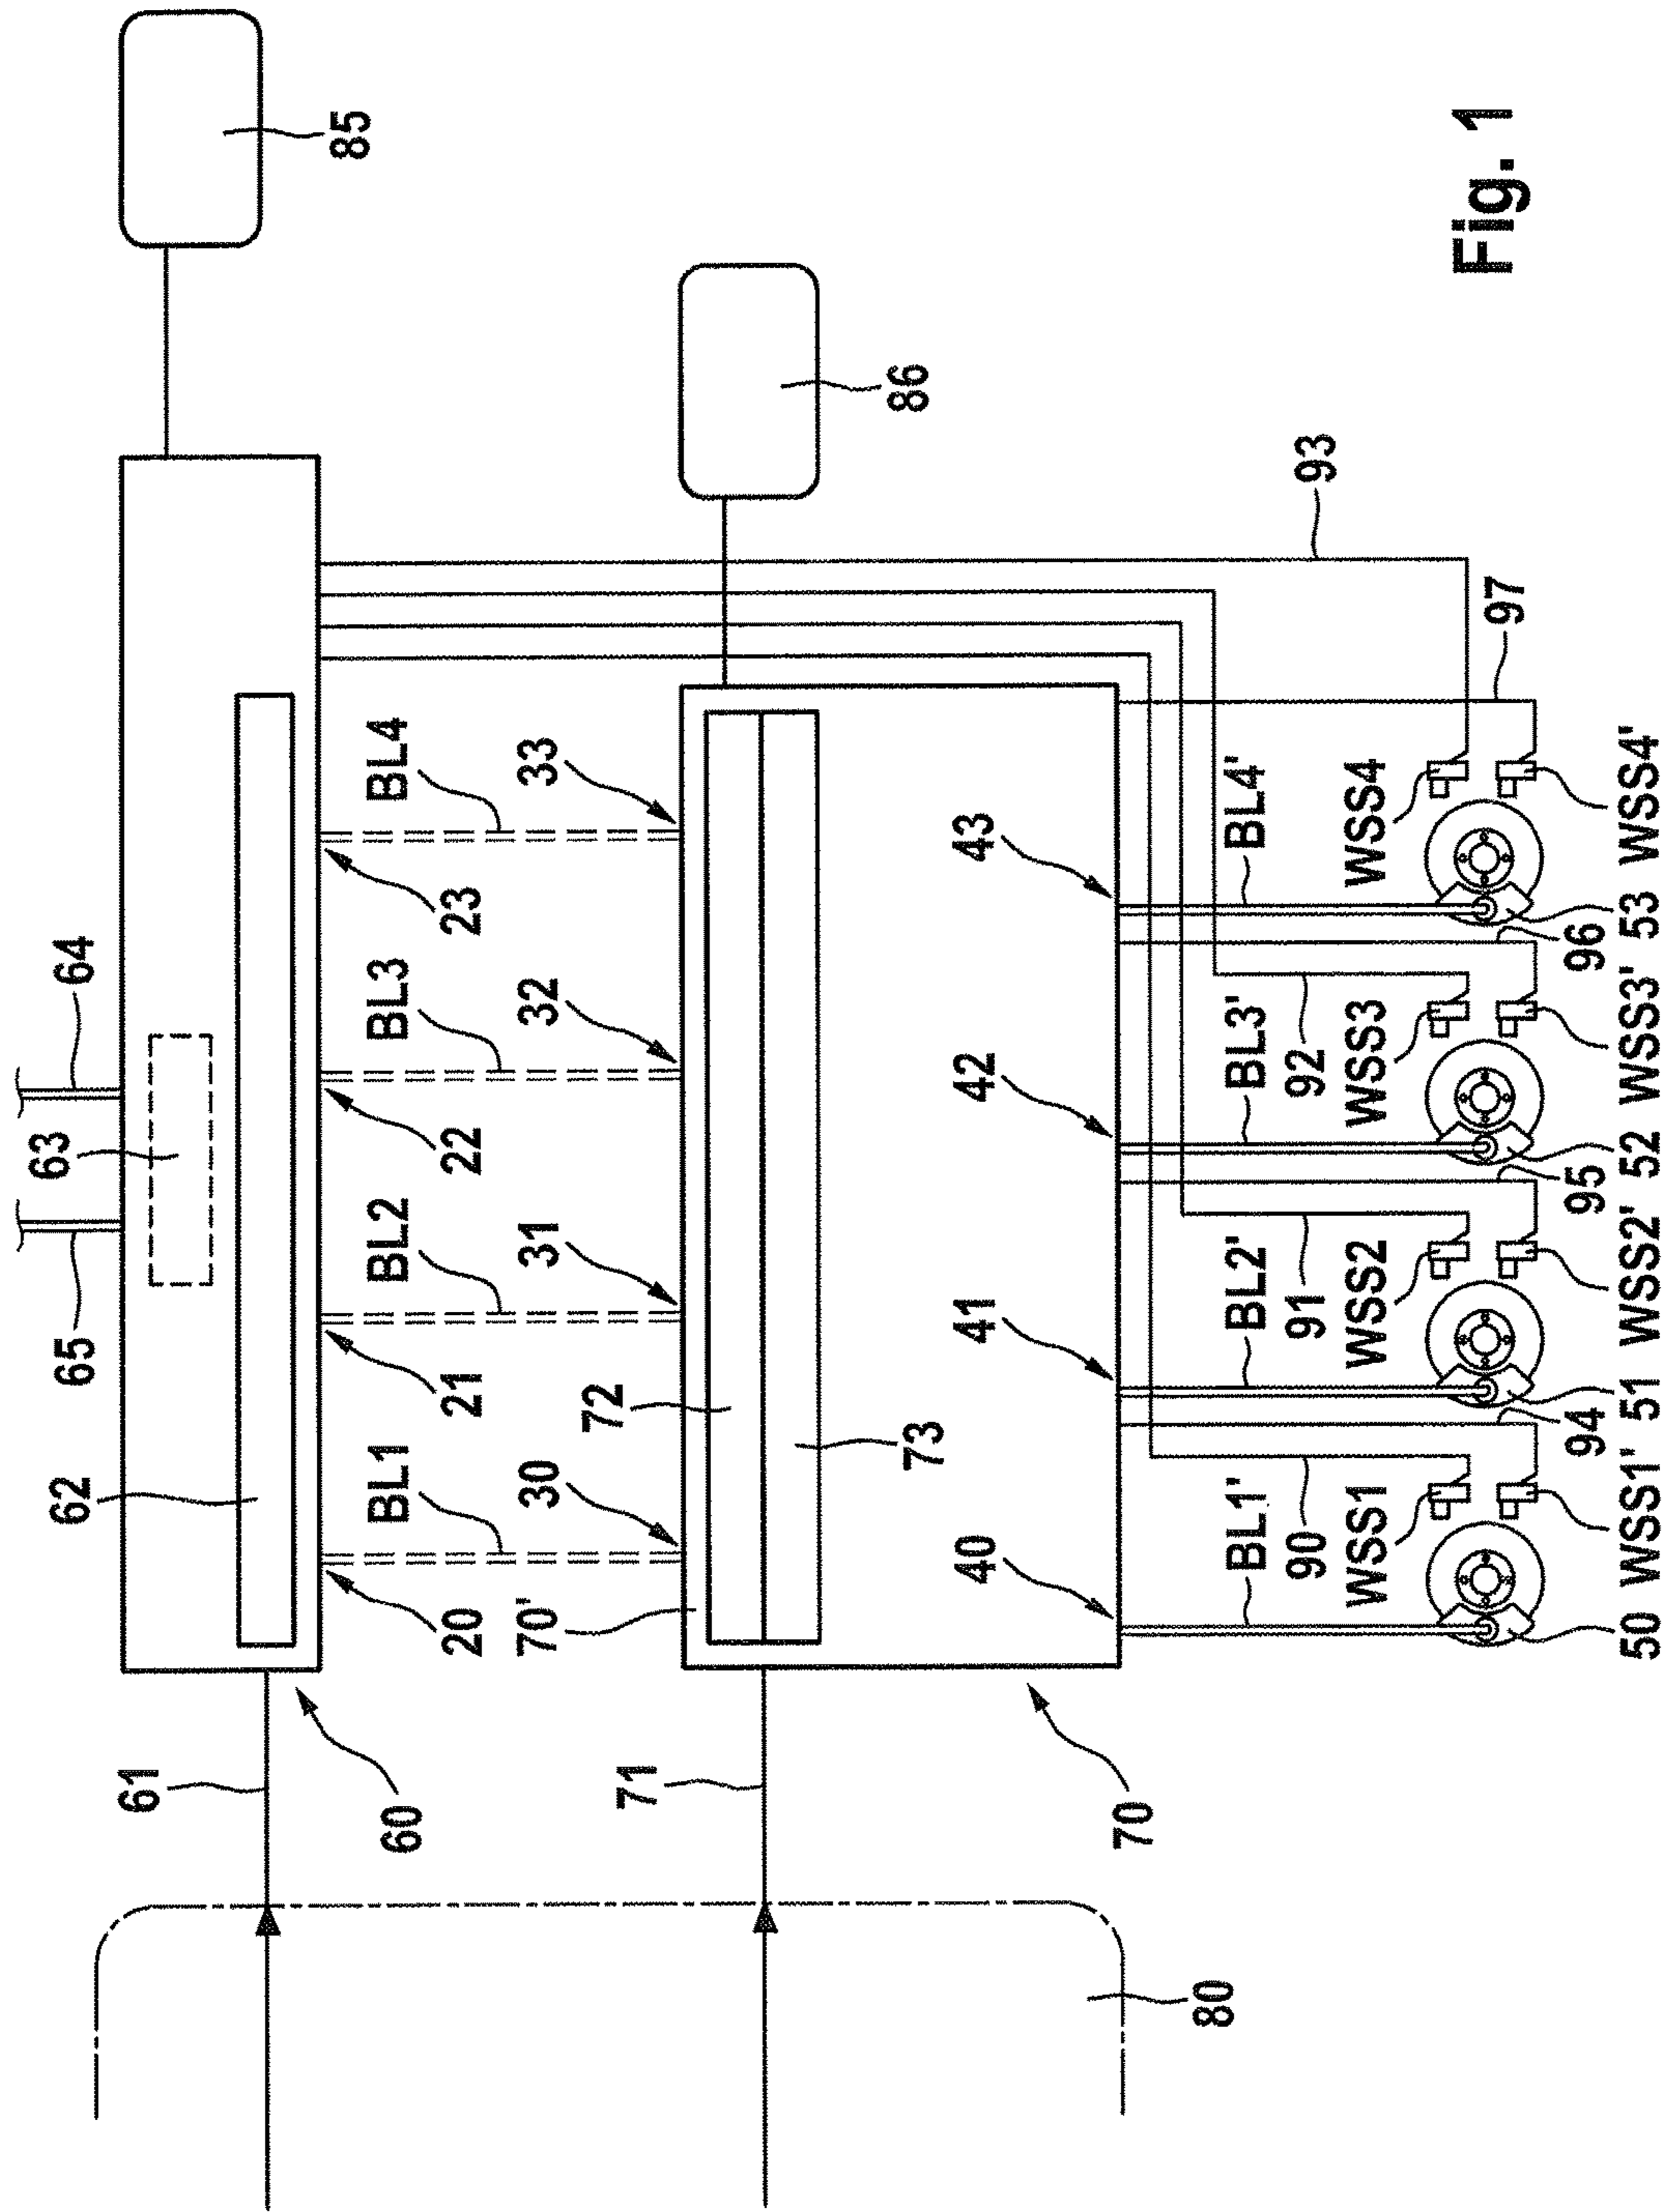 63
62 65 64
61
85
BL1 BL2 BL3 BL4
60
20 21 22 23
70' 30 31 32 33
72
71
86
73
40 41 42 43
70
80
BL1' BL2' BL3' BL4'
90 91 92 93
WSS1 WSS2 WSS3 WSS4
Fig. 1
97
94 95 96
50 WSS1' 51 WSS2' 52 WSS3' 53 WSS4'